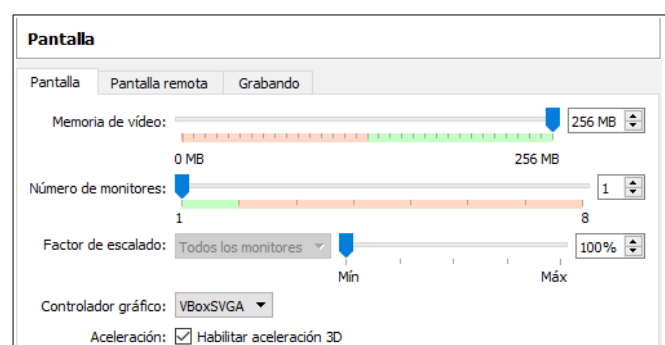 Pantalla
Pantalla Pantalla remota Grabando
Memoria de vídeo: 256 MB
0 MB 256 MB
Número de monitores: 1
1 8
Factor de escalado: Todos los monitores 100%
Mín Máx
Controlador gráfico: VBoxSVGA
Aceleración: Habilitar aceleración 3D